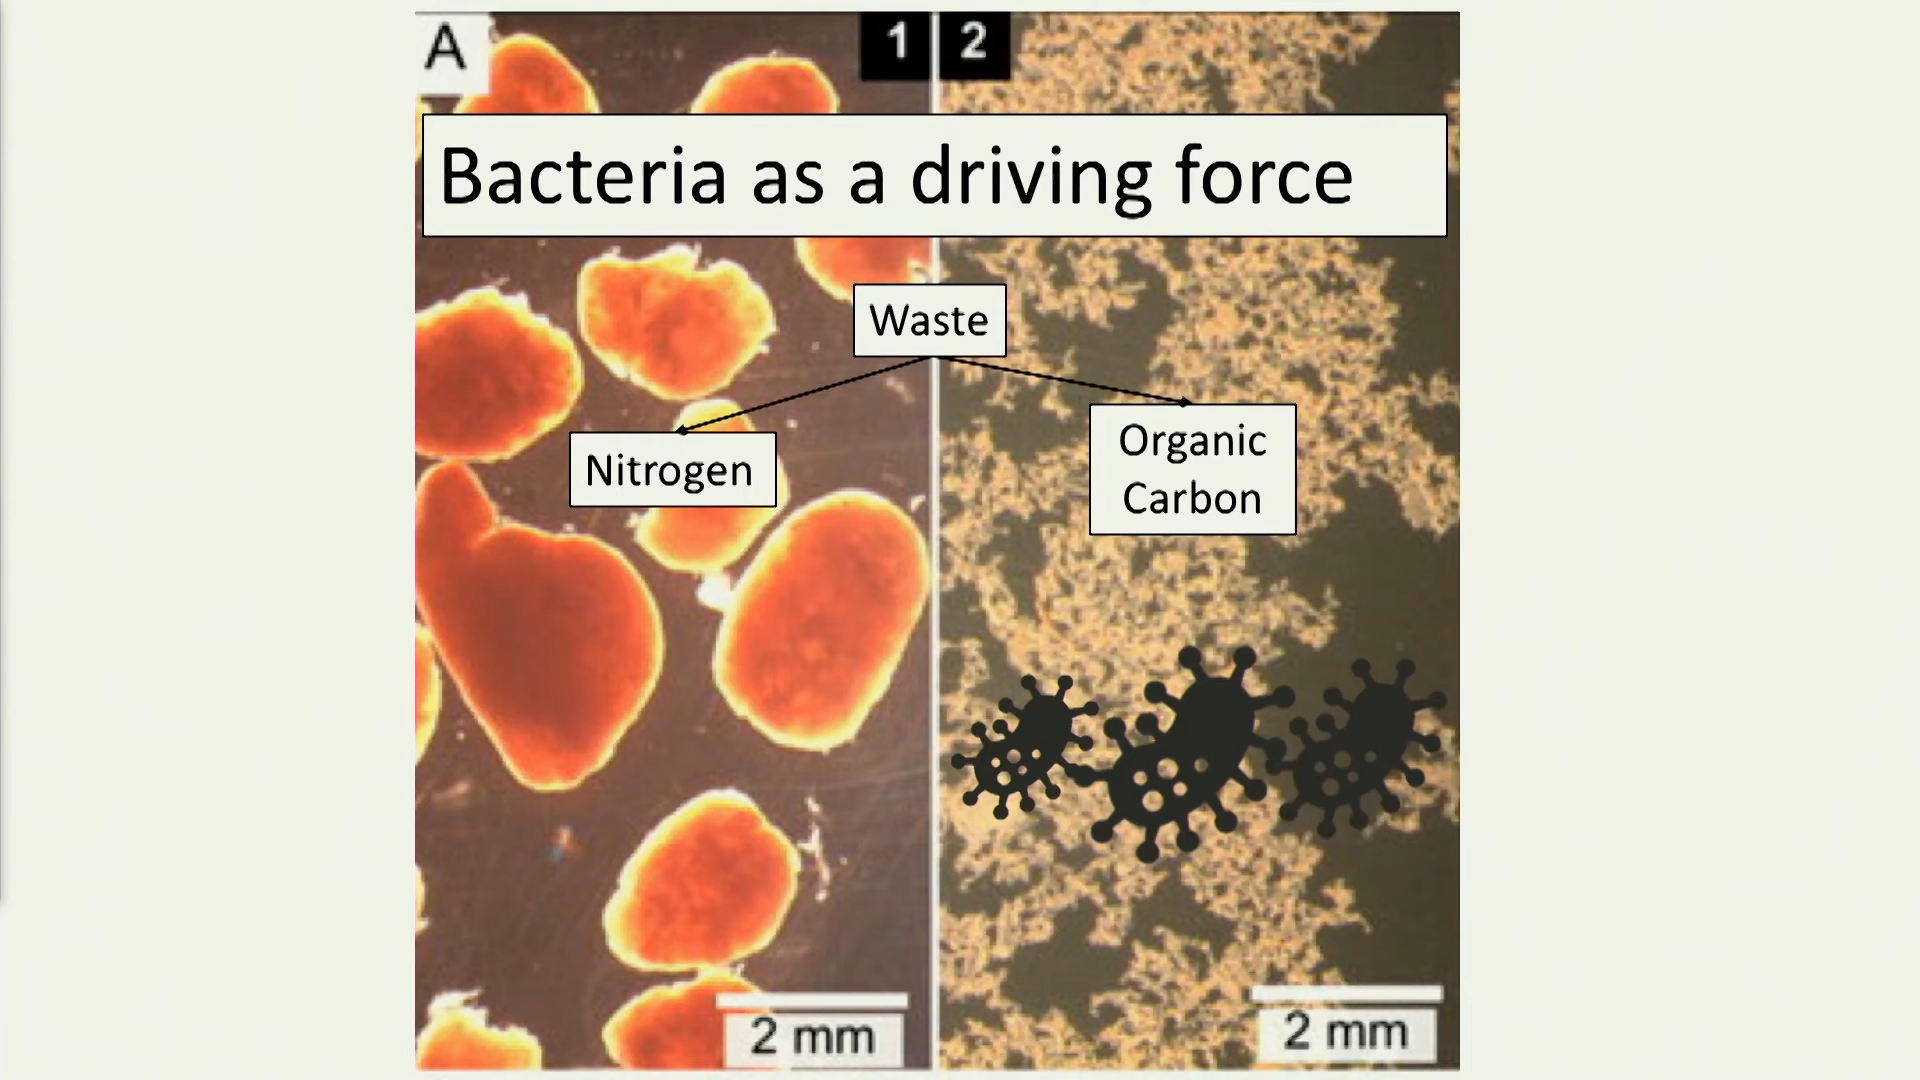 A
1
2
Bacteria as a driving force
Waste
Nitrogen
Organic
Carbon
2 mm
2 mm